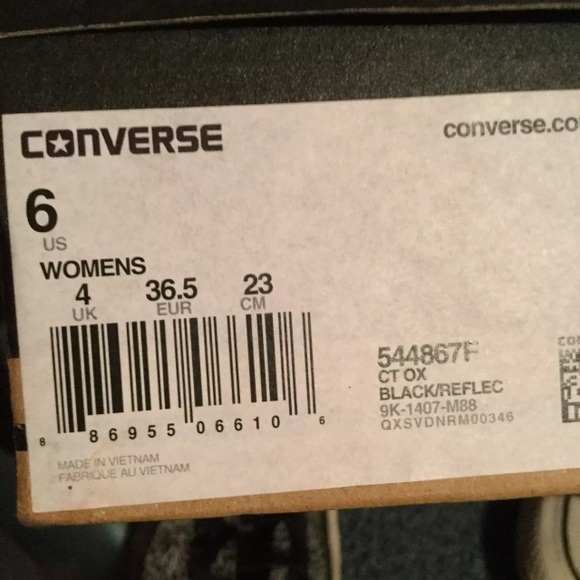 CONVERSE
converse.co
6
US
WOMENS
4 36.5 23
UK EUR CM
544867F
CT OX
BLACK/REFLEC
9K-1407-M88
QXSVDNRM00346
8 86955 06610 6
MADE IN VIETNAM
FABRIQUE AU VIETNAM
CON